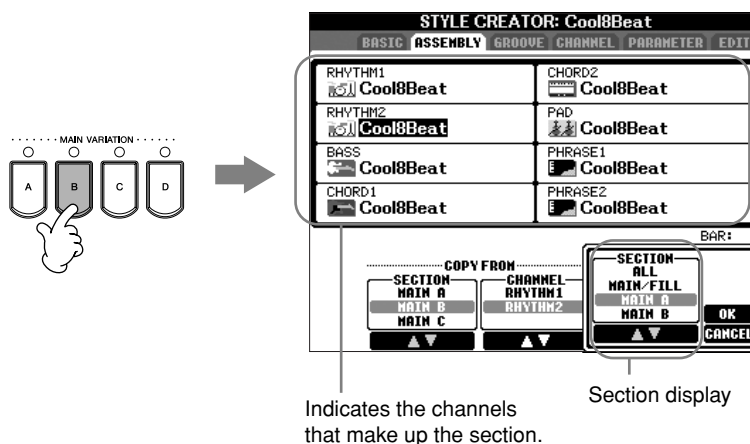 STYLE CREATOR: Cool8Beat
BASIC ASSEMBLY GROOVE CHANNEL PARAMETER EDIT
RHYTHM1
Cool8Beat
CHORD2
Cool8Beat
RHYTHM2
Cool8Beat
PAD
Cool8Beat
BASS
Cool8Beat
PHRASE1
Cool8Beat
CHORD1
Cool8Beat
PHRASE2
Cool8Beat
MAIN VARIATION
A B C D
BAR:
COPY FROM
SECTION
MAIN A
MAIN B
MAIN C
CHANNEL
RHYTHM1
RHYTHM2
SECTION
ALL
MAIN/FILL
MAIN A
MAIN B
OK
CANCEL
Section display
Indicates the channels
that make up the section.